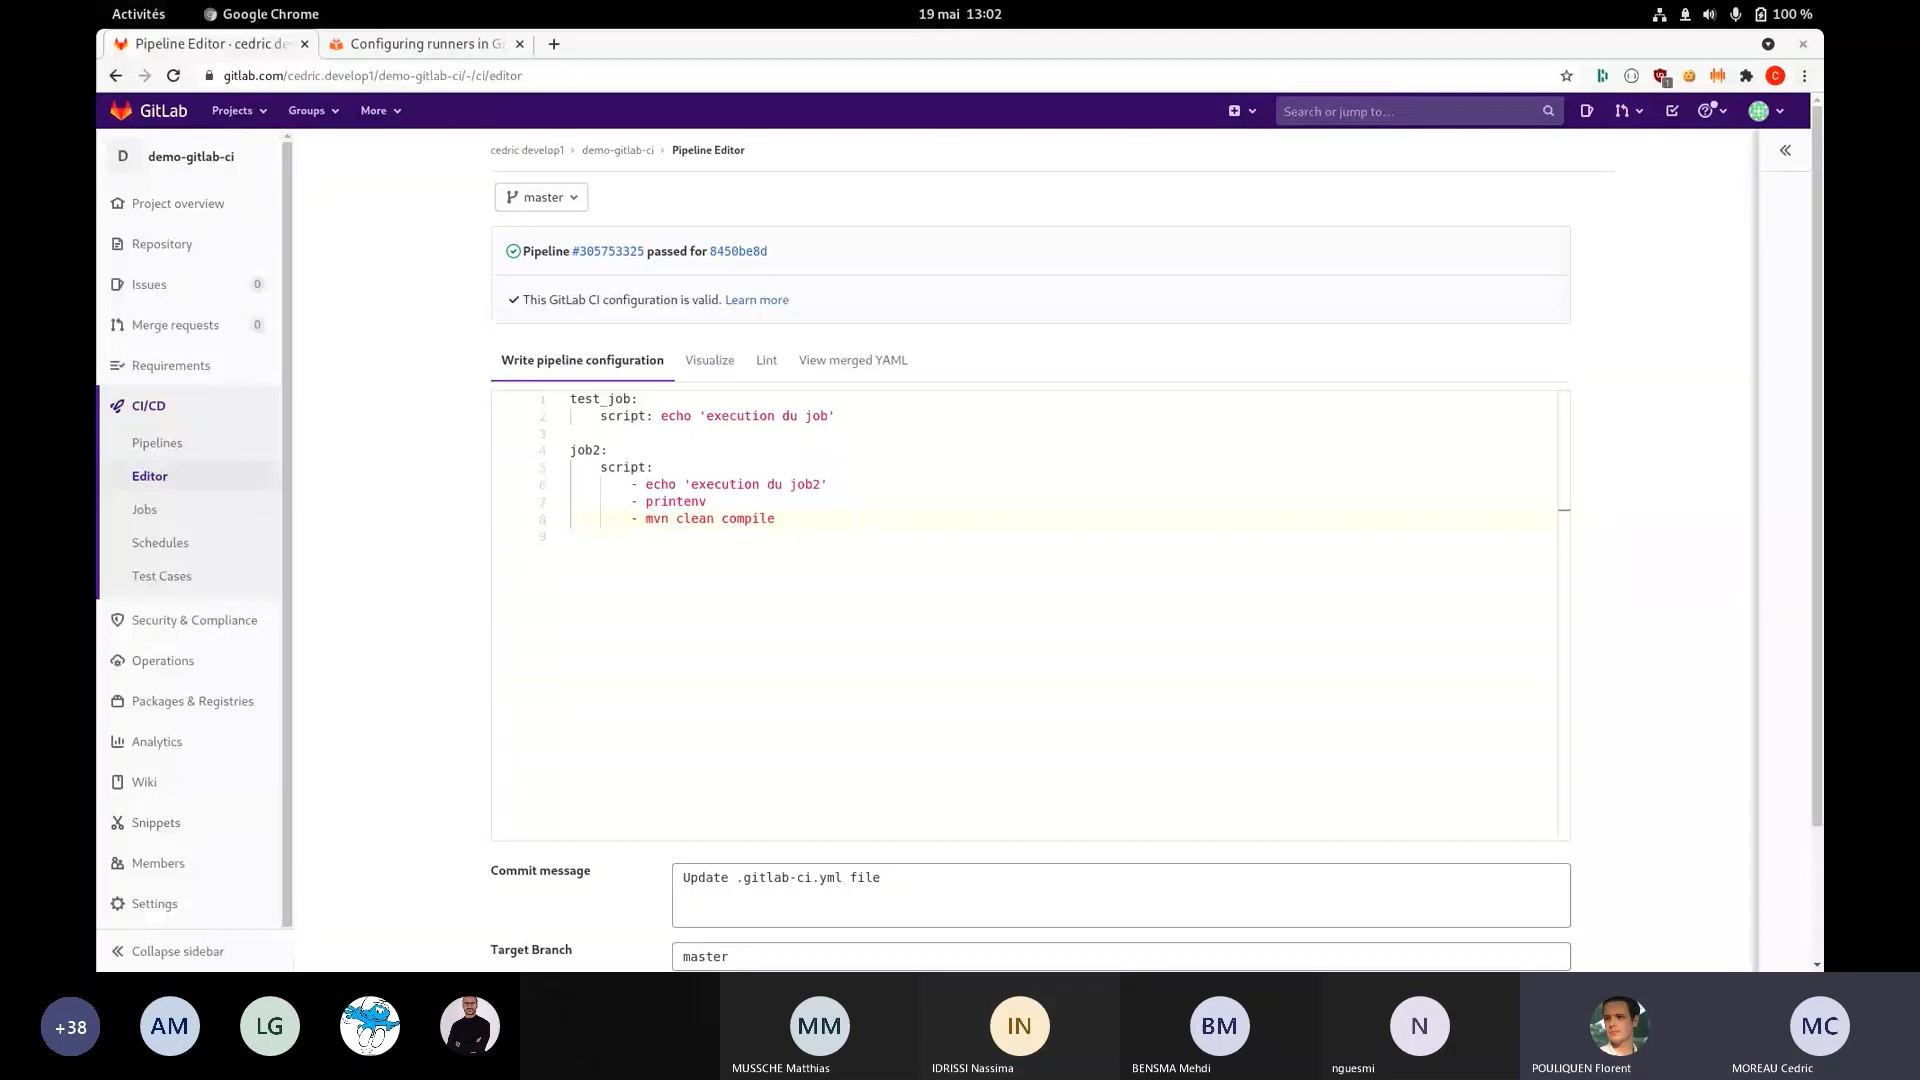 Activités
Google Chrome
19 mai 13:02
100 %
Pipeline Editor · cedric de
Configuring runners in G
gitlab.com/cedric.develop1/demo-gitlab-ci/-/ci/editor
1
C
GitLab
Projects
Groups
More
Search or jump to...
D
demo-gitlab-ci
Project overview
Repository
Issues
0
Merge requests
0
Requirements
CI/CD
Pipelines
Editor
Jobs
Schedules
Test Cases
Security & Compliance
Operations
Packages & Registries
Analytics
Wiki
Snippets
Members
Settings
Collapse sidebar
cedric develop1 › demo-gitlab-ci › Pipeline Editor
master
Pipeline #305753325 passed for 8450be8d
This GitLab CI configuration is valid. Learn more
Write pipeline configuration
Visualize
Lint
View merged YAML
1 test_job:
2 script: echo 'execution du job'
3
4 job2:
5 script:
6 - echo 'execution du job2'
7 - printenv
8 - mvn clean compile
9
Commit message
Update .gitlab-ci.yml file
Target Branch
master
+38
AM
LG
MM
MUSSCHE Matthias
IN
IDRISSI Nassima
BM
BENSMA Mehdi
N
nguesmi
POULIQUEN Florent
MC
MOREAU Cedric